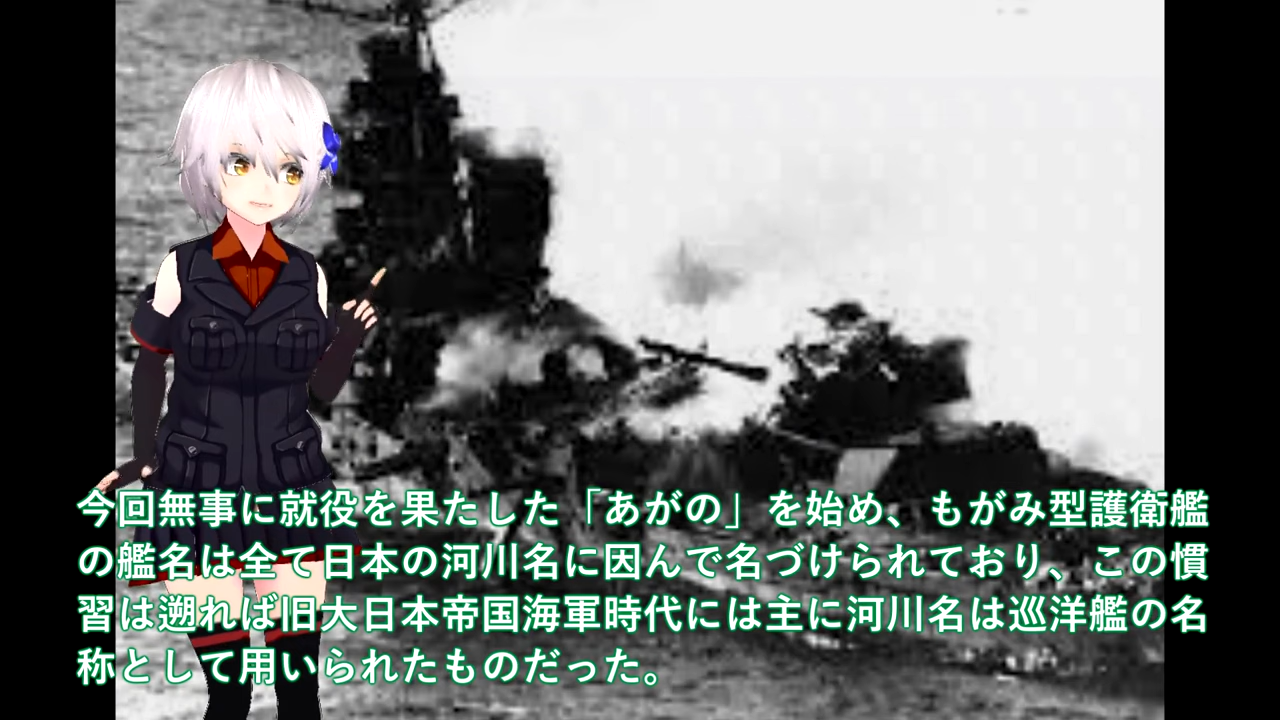 今回無事に就役を果たした「あがの」を始め、もがみ型護衛艦
の艦名は全て日本の河川名に因んで名づけられており、この慣
習は遡れば旧大日本帝国海軍時代には主に河川名は巡洋艦の名
称として用いられたものだった。